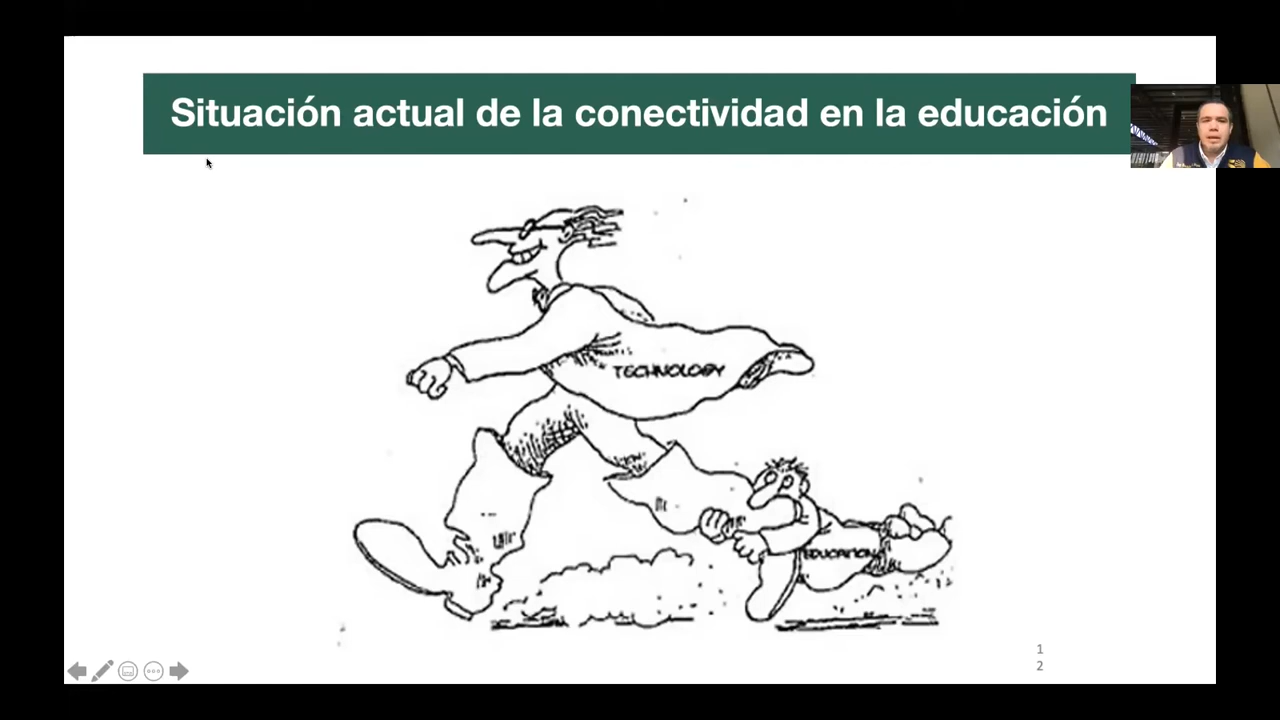 Situación actual de la conectividad en la educación
TECHNOLOGY
EDUCATION
1
2